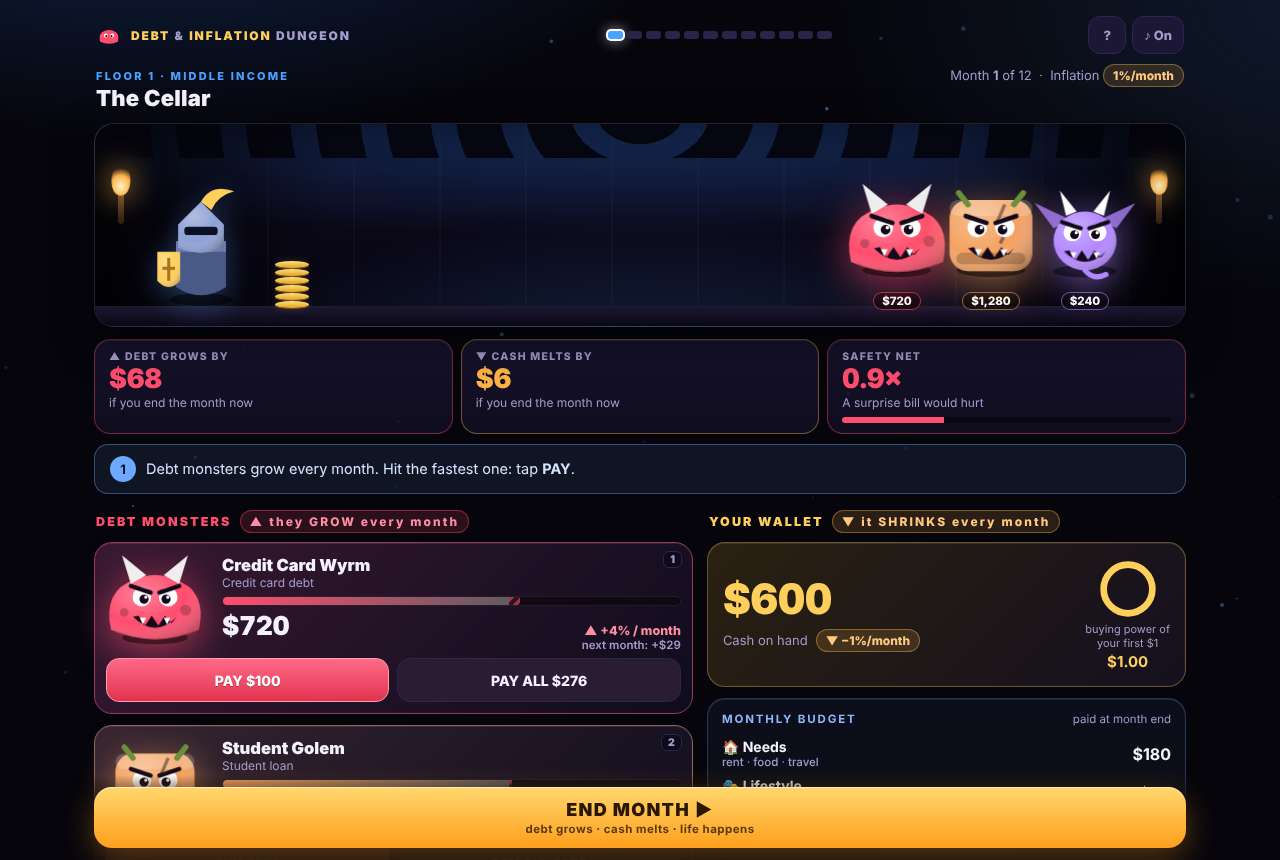 DEBT & INFLATION DUNGEON
? ♪ On
FLOOR 1 · MIDDLE INCOME
Month 1 of 12 · Inflation 1%/month
The Cellar
$720 $1,280 $240
▲ DEBT GROWS BY
$68
if you end the month now
▼ CASH MELTS BY
$6
if you end the month now
SAFETY NET
0.9×
A surprise bill would hurt
1 Debt monsters grow every month. Hit the fastest one: tap PAY.
DEBT MONSTERS ▲ they GROW every month
Credit Card Wyrm 1
Credit card debt
$720
▲ +4% / month
next month: +$29
PAY $100 PAY ALL $276
Student Golem 2
Student loan
YOUR WALLET ▼ it SHRINKS every month
$600
Cash on hand ▼ −1%/month
buying power of
your first $1
$1.00
MONTHLY BUDGET paid at month end
🏠 Needs $180
rent · food · travel
🎭 Lifestyle
END MONTH ▶
debt grows · cash melts · life happens